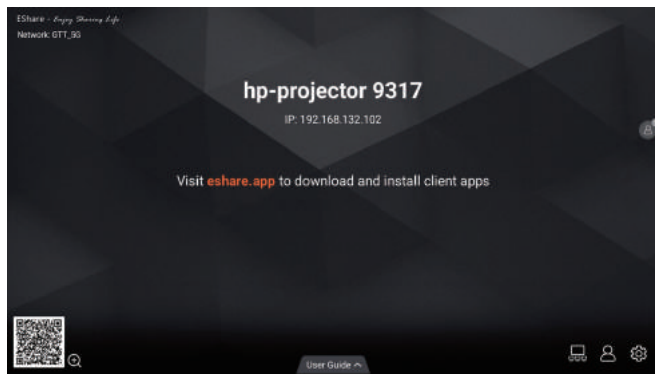 EShare - Enjoy Sharing Life
Network: GTT_5G
hp-projector 9317
IP: 192.168.132.102
Visit eshare.app to download and install client apps
User Guide